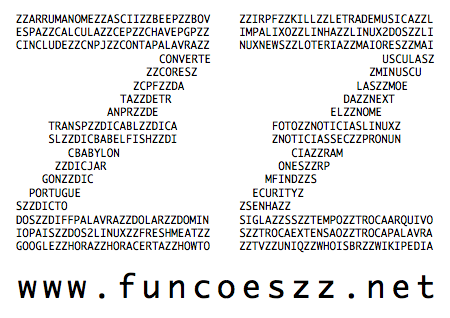 ZZARRUMANOMEZZASCIIZZBEEPZZBOV
ESPAZZCALCULAZZCEPZZCHAVEPGPZZ
CINCLUDEZZCNPJZZCONTAPALAVRAZZ
CONVERTE
ZZCORESZ
ZCPFZZDA
TAZZDETR
ANPRZZDE
TRANSPZZDICABLZZDICA
SLZZDICBABELFISHZZDI
CBABYLON
ZZDICJAR
GONZZDIC
PORTUGUE
SZZDICTO
DOSZZDIFFPALAVRAZZDOLARZZDOMIN
IOPAISZZDOS2LINUXZZFRESHMEATZZ
GOOGLEZZHORAZZHORACERTAZZHOWTO
ZZIRPFZZKILLZZLETRADEMUSICAZZL
IMPALIXOZZLINHAZZLINUX2DOSZZLI
NUXNEWSZZLOTERIAZZMAIORESZZMAI
USCULASZ
ZMINUSCU
LASZZMOE
DAZZNEXT
ELZZNOME
FOTOZZNOTICIASLINUXZ
ZNOTICIASSECZZPRONUN
CIAZZRAM
ONESZZRP
MFINDZZS
ECURITYZ
ZSENHAZZ
SIGLAZZSSZZTEMPOZZTROCAARQUIVO
SZZTROCAEXTENSAOZZTROCAPALAVRA
ZZTVZZUNIQZZWHOISBRZZWIKIPEDIA
www.funcoeszz.net